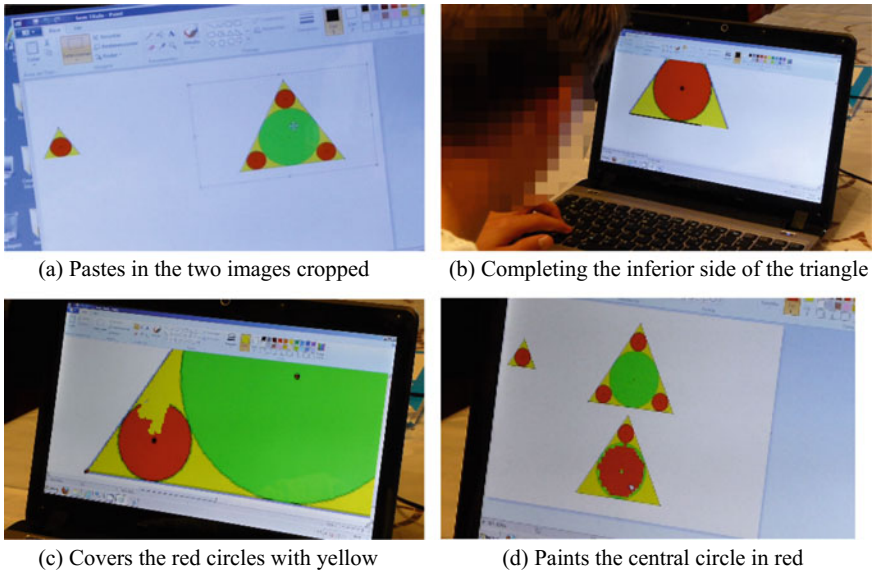 (a) Pastes in the two images cropped
(b) Completing the inferior side of the triangle
(c) Covers the red circles with yellow
(d) Paints the central circle in red